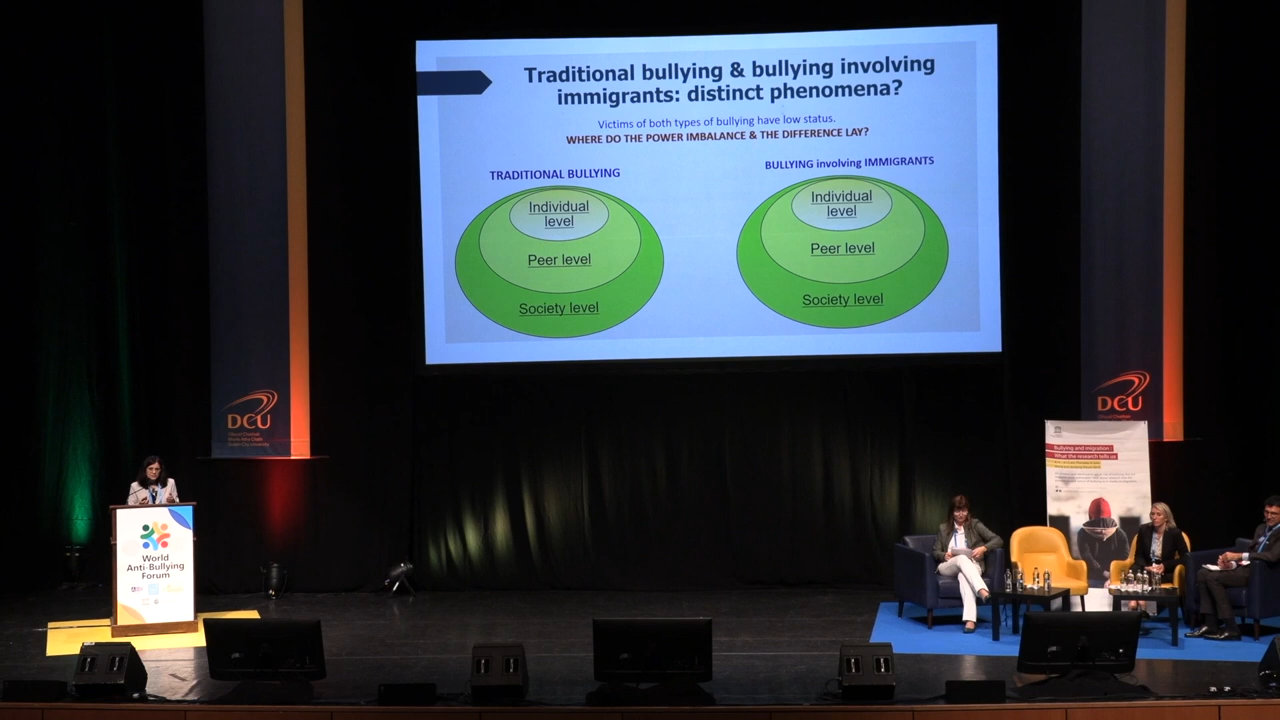 Traditional bullying & bullying involving
immigrants: distinct phenomena?
Victims of both types of bullying have low status.
WHERE DO THE POWER IMBALANCE & THE DIFFERENCE LAY?
TRADITIONAL BULLYING
Individual
level
Peer level
Society level
BULLYING involving IMMIGRANTS
Individual
level
Peer level
Society level
DCU
DCU
World
Anti-Bullying
Forum
Bullying and migration:
What the research tells us